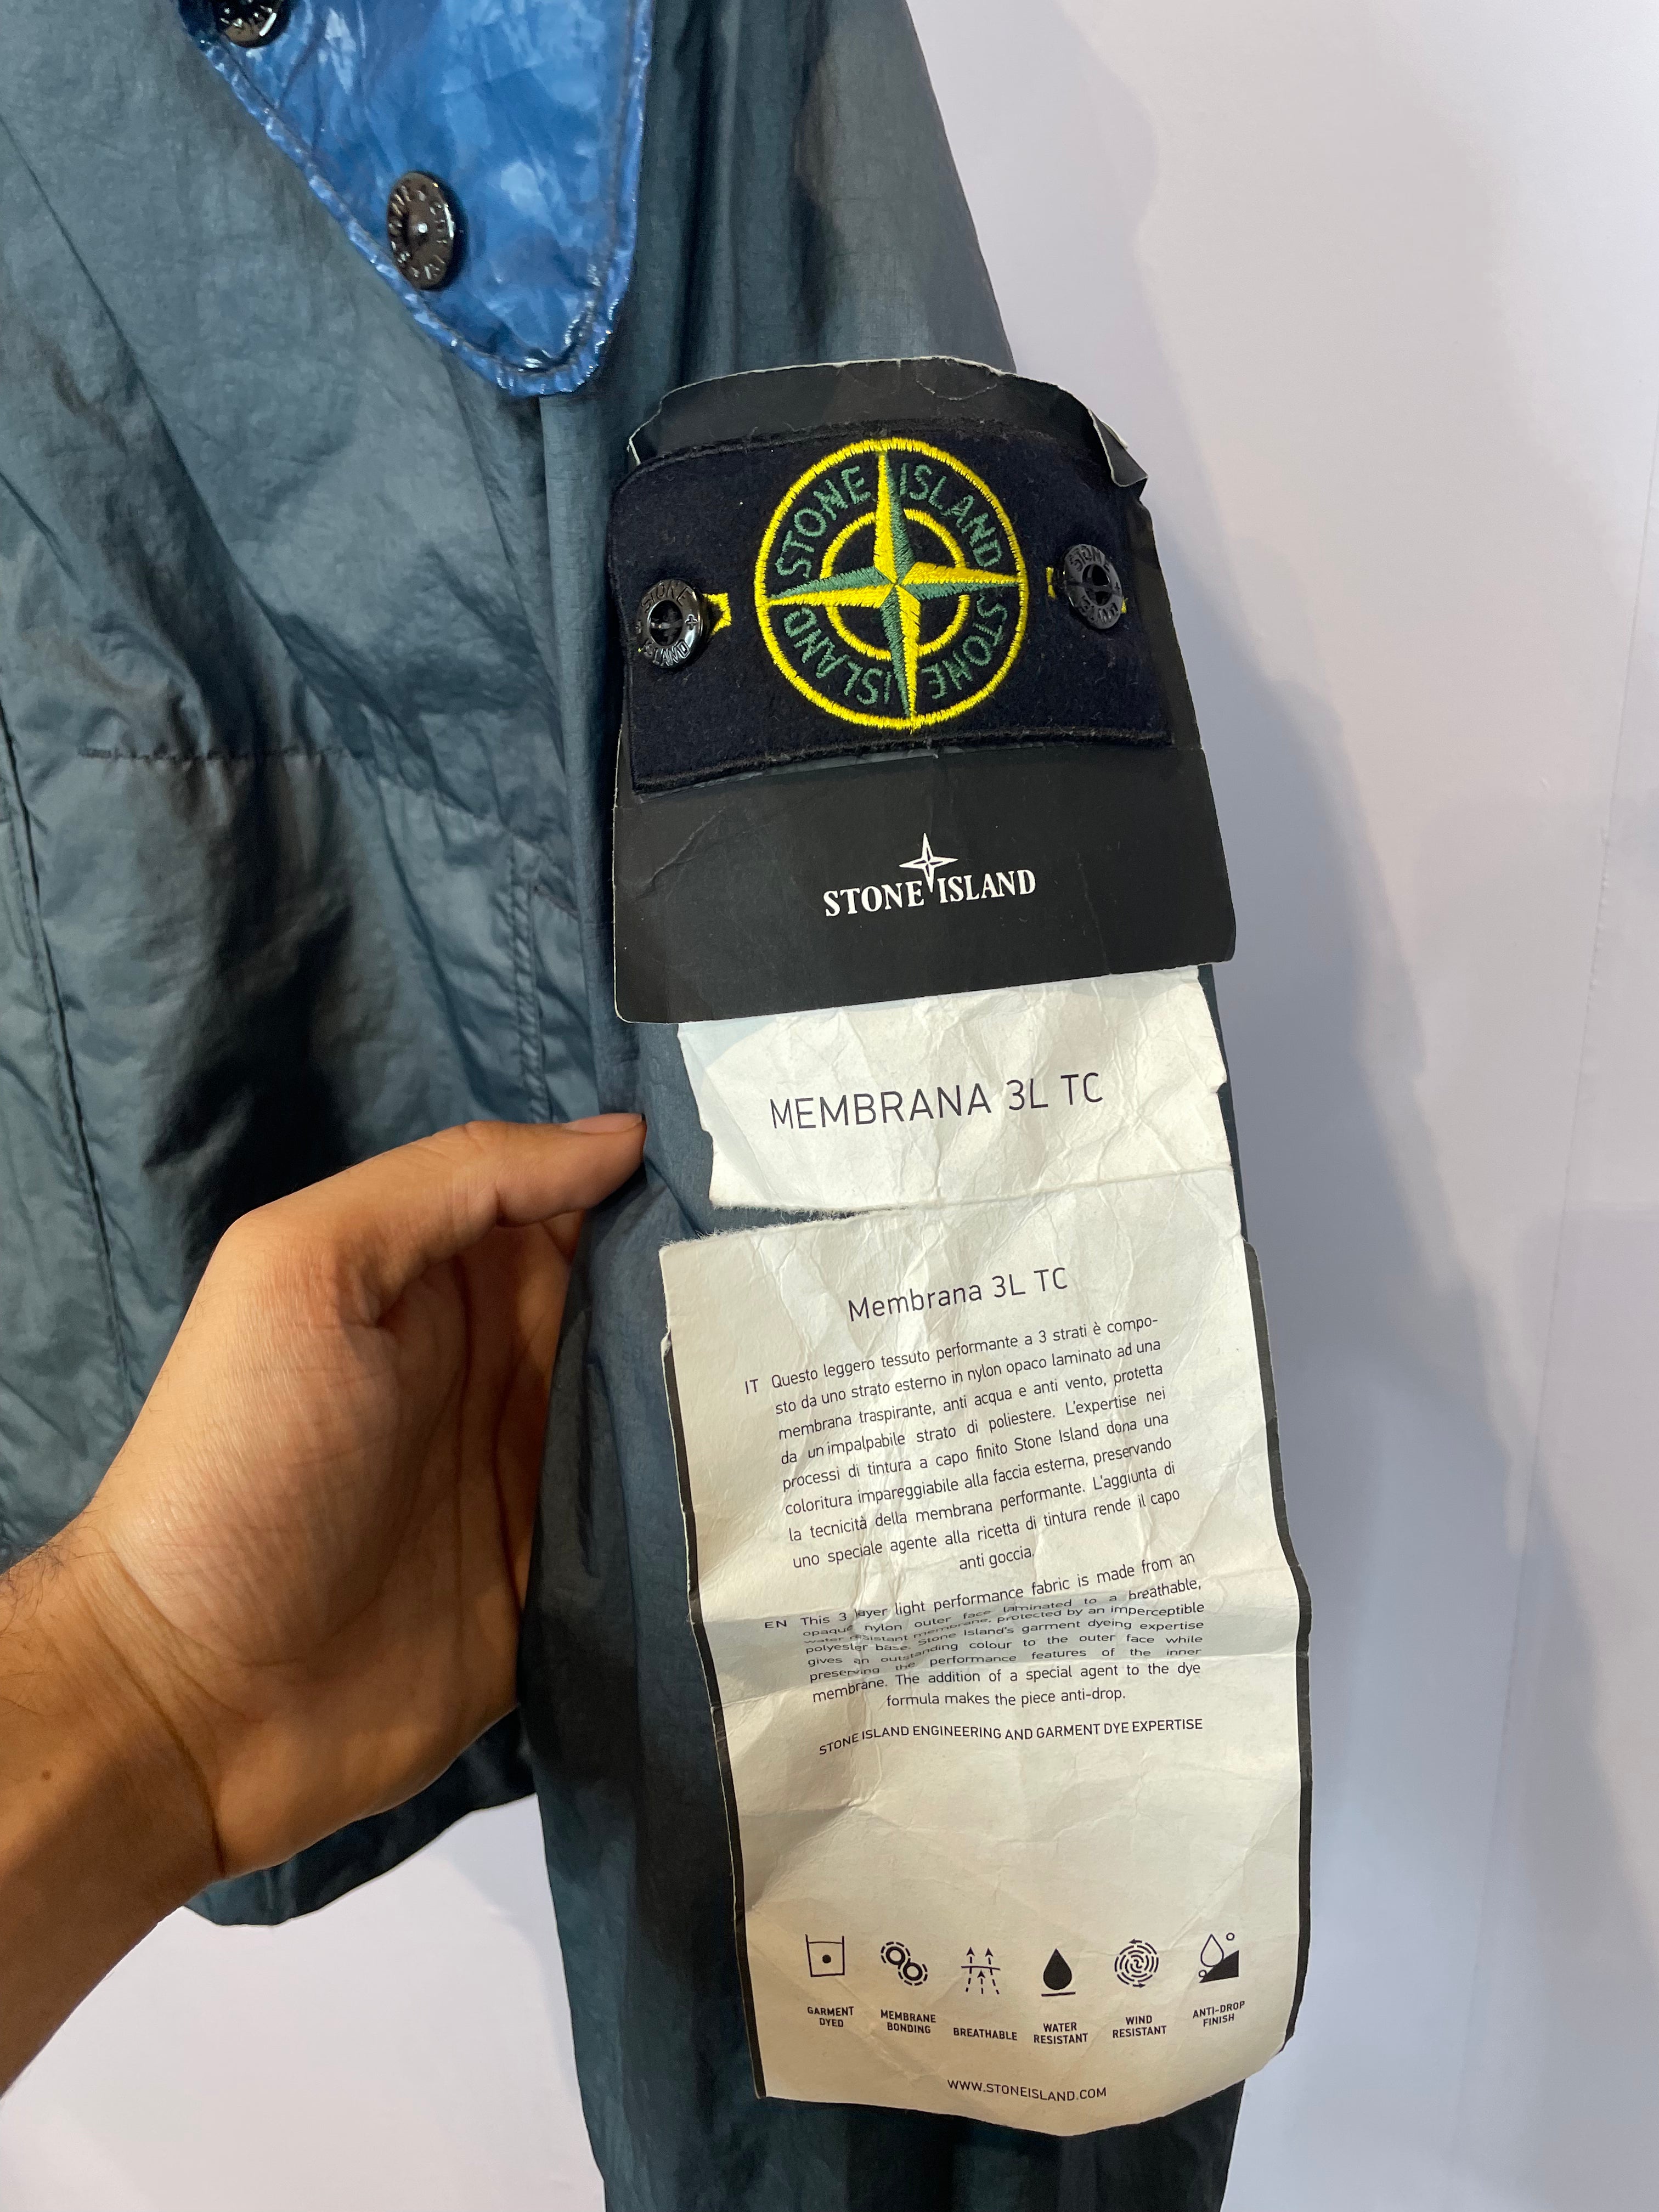 STONE ISLAND
STONE ISLAND
STONE ISLAND
MEMBRANA 3L TC
Membrana 3L TC
IT Questo leggero tessuto performante a 3 strati è compo-
sto da uno strato esterno in nylon opaco laminato ad una
membrana traspirante, anti acqua e anti vento, protetta
da un impalpabile strato di poliestere. L'expertise nei
processi di tintura a capo finito Stone Island dona una
coloritura impareggiabile alla faccia esterna, preservando
la tecnicità della membrana performante. L'aggiunta di
uno speciale agente alla ricetta di tintura rende il capo
anti goccia.
EN This 3 layer light performance fabric is made from an
opaque nylon outer face laminated to a breathable,
water resistant membrane, protected by an imperceptible
polyester base. Stone Island's garment dyeing expertise
gives an outstanding colour to the outer face while
preserving the performance features of the inner
membrane. The addition of a special agent to the dye
formula makes the piece anti-drop.
STONE ISLAND ENGINEERING AND GARMENT DYE EXPERTISE
GARMENT
DYED
MEMBRANE
BONDING
BREATHABLE
WATER
RESISTANT
WIND
RESISTANT
ANTI-DROP
FINISH
WWW.STONEISLAND.COM